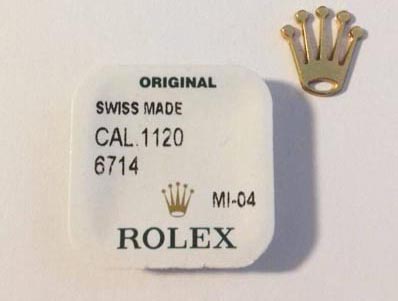 ORIGINAL
SWISS MADE
CAL.1120
6714
MI-04
ROLEX